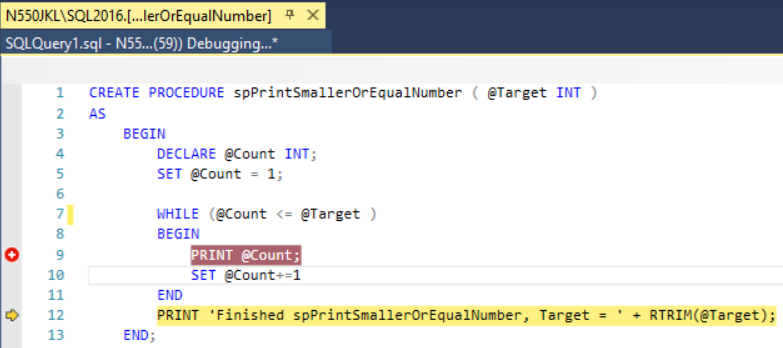 N550JKL\SQL2016.[...lerOrEqualNumber]
SQLQuery1.sql - N55...(59)) Debugging...*
1 CREATE PROCEDURE spPrintSmallerOrEqualNumber ( @Target INT )
2 AS
3 BEGIN
4 DECLARE @Count INT;
5 SET @Count = 1;
6
7 WHILE (@Count <= @Target )
8 BEGIN
9 PRINT @Count;
10 SET @Count+=1
11 END
12 PRINT 'Finished spPrintSmallerOrEqualNumber, Target = ' + RTRIM(@Target);
13 END;